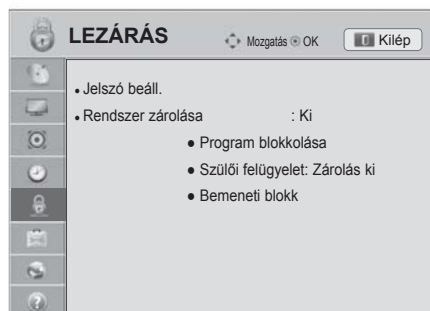 LEZÁRÁS
Mozgatás OK
Kilép
• Jelszó beáll.
• Rendszer zárolása : Ki
• Program blokkolása
• Szülői felügyelet: Zárolás ki
• Bemeneti blokk